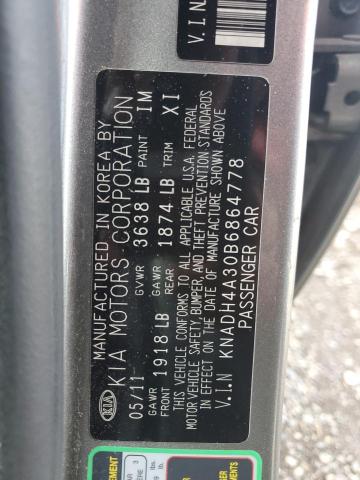 MANUFACTURED IN KOREA BY
KIA KIA MOTORS CORPORATION
05/11 GVWR 3638 LB PAINT IM
GAWR FRONT 1918 LB GAWR REAR 1874 LB TRIM XI
THIS VEHICLE CONFORMS TO ALL APPLICABLE U.S.A. FEDERAL
MOTOR VEHICLE SAFETY, BUMPER, AND THEFT PREVENTION STANDARDS
IN EFFECT ON THE DATE OF MANUFACTURE SHOWN ABOVE
V.I.N KNADH4A30B6864778
PASSENGER CAR
V.I.N